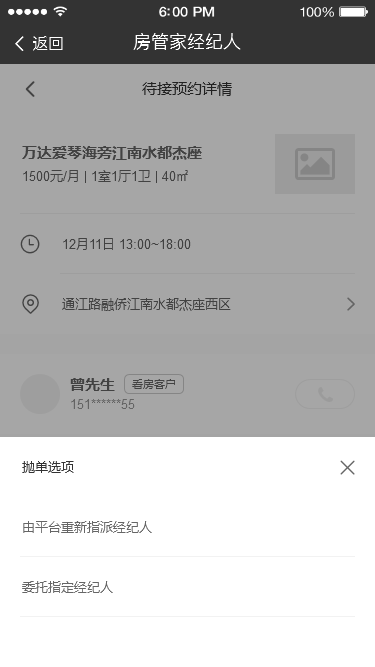 6:00 PM
100%
返回
房管家经纪人
待接预约详情
万达爱琴海旁江南水都杰座
1500元/月 | 1室1厅1卫 | 40㎡
12月11日 13:00~18:00
通江路融侨江南水都杰座西区
曾先生 看房客户
151******55
抛单选项
由平台重新指派经纪人
委托指定经纪人